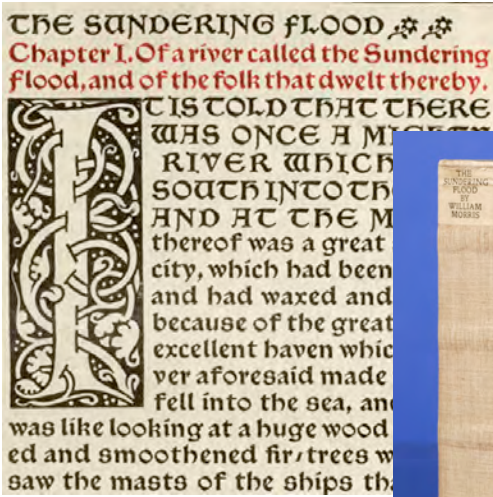 THE SUNDERING FLOOD
Chapter I. Of a river called the Sundering
Flood, and of the folk that dwelt thereby.
IT IS TOLD THAT THERE
WAS ONCE A
RIVER WHICH
SOUTH INTO
AND AT THE
thereof was a great
city, which had been
and had waxed and
because of the great
excellent haven
ver aforesaid made
fell into the sea,
was like looking at a huge wood
ed and smoothened fir-trees
saw the masts of the ships
THE
SUNDERING
FLOOD
BY
WILLIAM
MORRIS